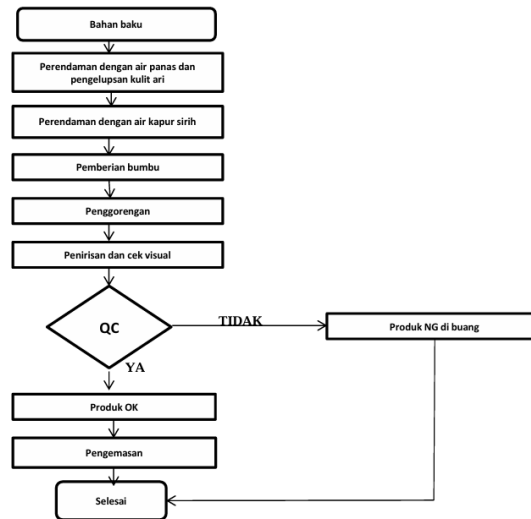 Bahan baku
Perendaman dengan air panas dan
pengelupsan kulit ari
Perendaman dengan air kapur sirih
Pemberian bumbu
Penggorengan
Penirisan dan cek visual
QC
TIDAK
Produk NG di buang
YA
Produk OK
Pengemasan
Selesai